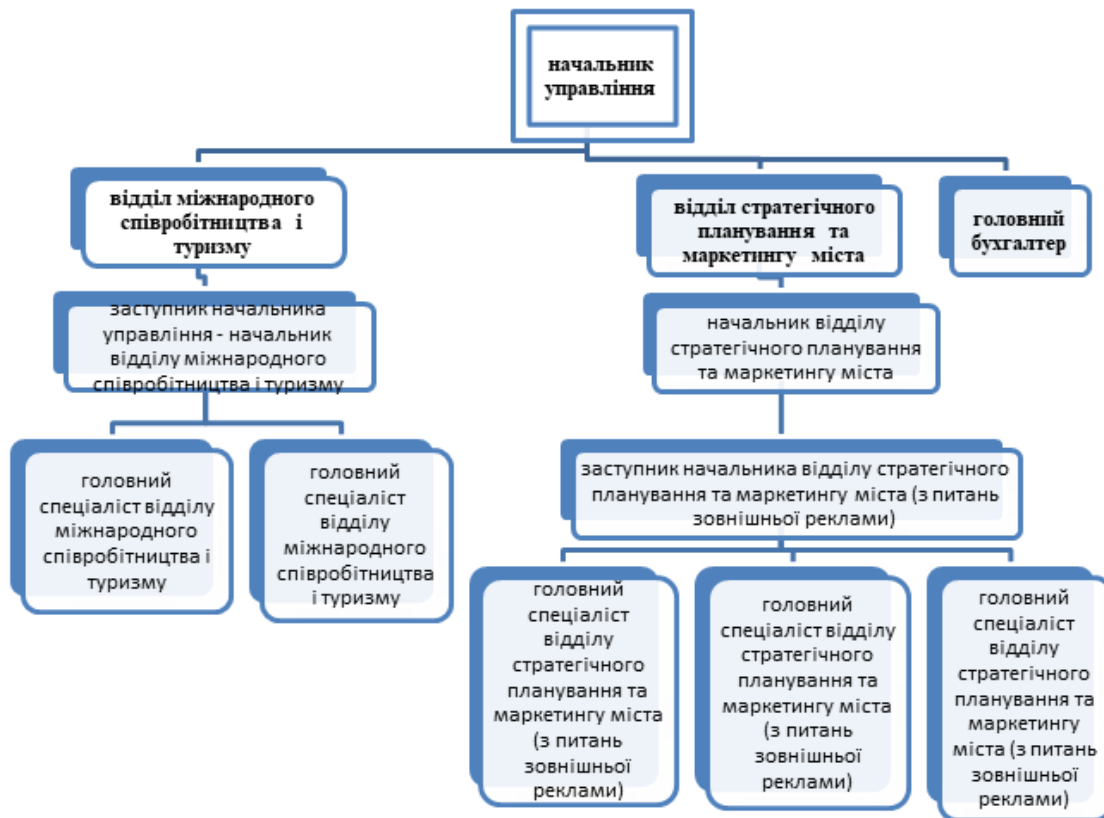 начальник
управління
відділ міжнародного
співробітництва і
туризму
відділ стратегічного
планування та
маркетингу міста
головний
бухгалтер
заступник начальника
управління - начальник
відділу міжнародного
співробітництва і туризму
начальник відділу
стратегічного планування
та маркетингу міста
головний
спеціаліст відділу
міжнародного
співробітництва і
туризму
головний
спеціаліст
відділу
міжнародного
співробітництва
і туризму
заступник начальника відділу стратегічного
планування та маркетингу міста (з питань
зовнішньої реклами)
головний
спеціаліст
відділу
стратегічного
планування та
маркетингу міста
(з питань
зовнішньої
реклами)
головний
спеціаліст відділу
стратегічного
планування та
маркетингу міста
(з питань
зовнішньої
реклами)
головний
спеціаліст
відділу
стратегічного
планування та
маркетингу
міста (з питань
зовнішньої
реклами)